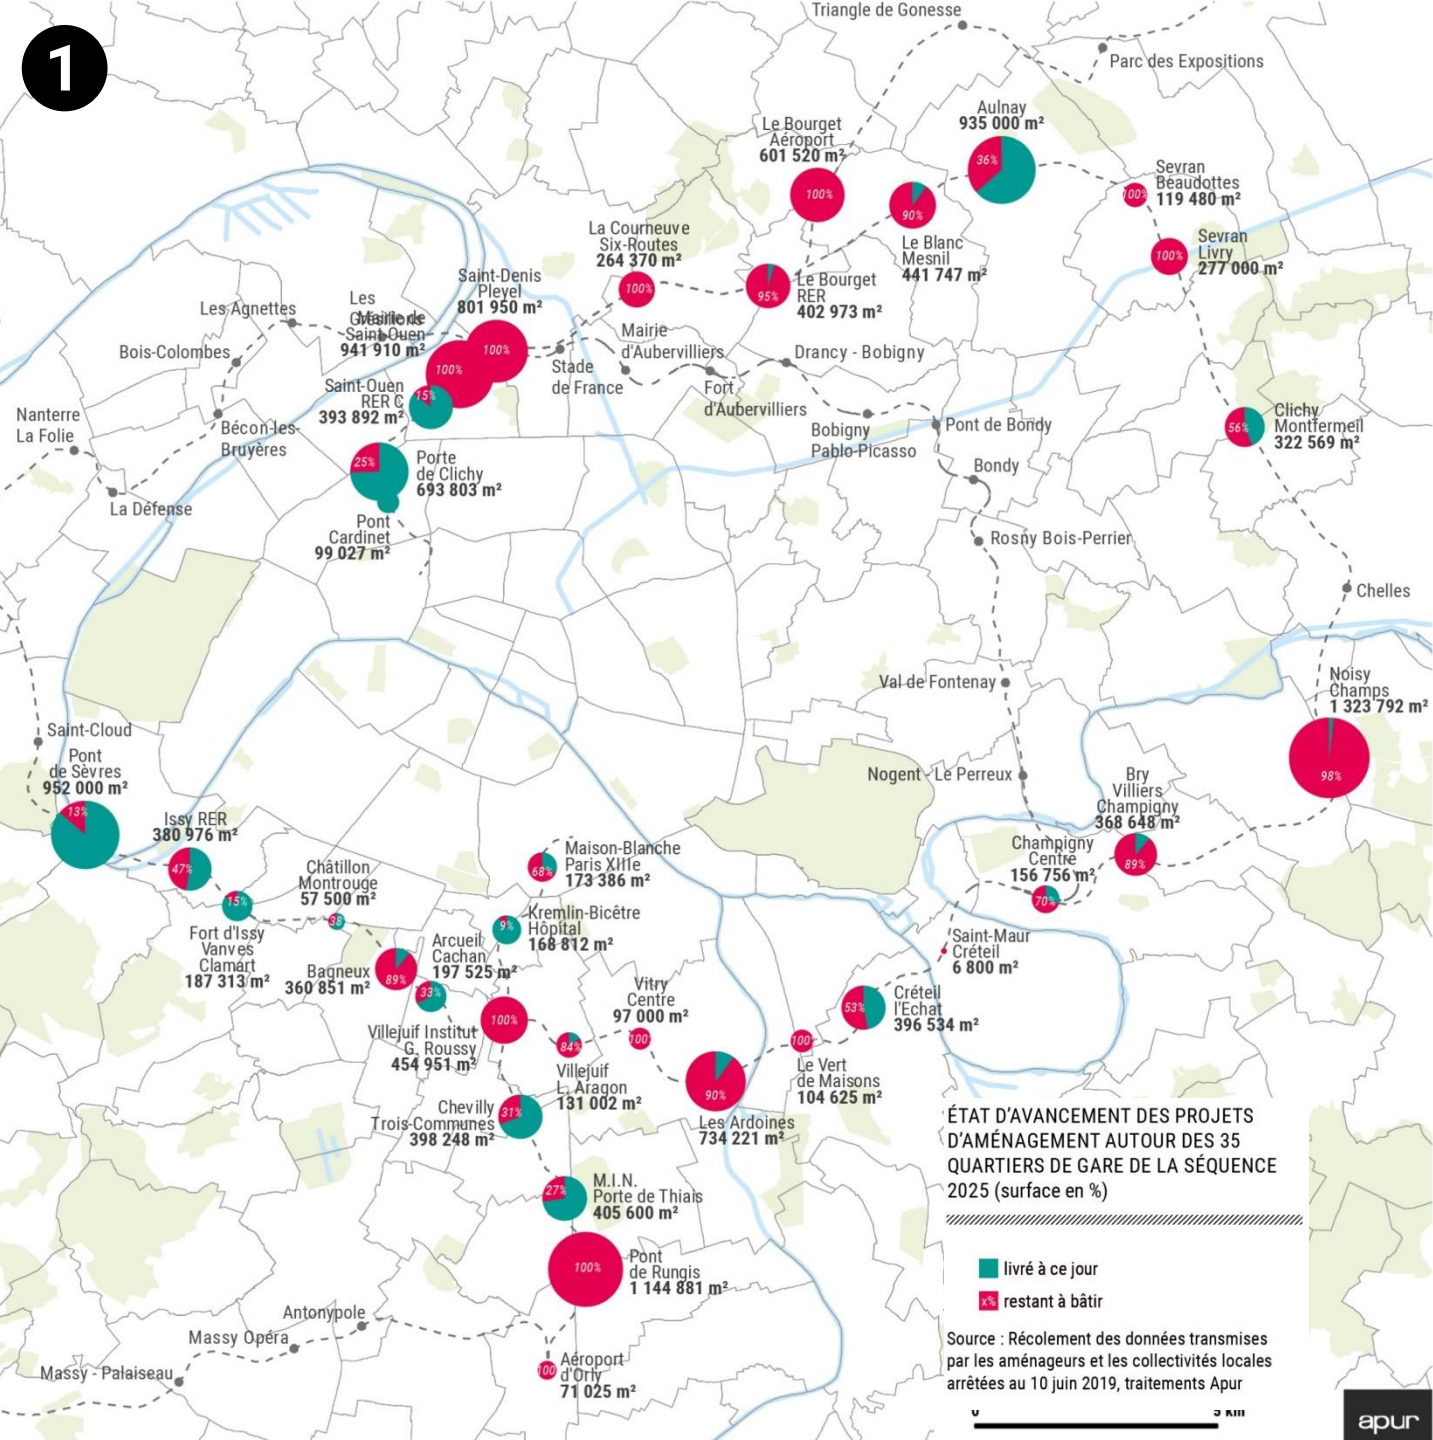 1
Triangle de Gonesse
Parc des Expositions
Aulnay
935 000 m²
36%
Le Bourget
Aéroport
601 520 m²
100%
90%
Le Blanc
Mesnil
441 747 m²
Sevran
Beaudottes
119 480 m²
100%
Sevran
Livry
277 000 m²
100%
La Courneuve
Six-Routes
264 370 m²
100%
Le Bourget
RER
402 973 m²
95%
Saint-Denis
Pleyel
801 950 m²
100%
Les Agnettes
Les
Grésillons
Mairie de
Saint-Ouen
941 910 m²
100%
Bois-Colombes
Saint-Ouen
RER C
393 892 m²
15%
Stade
de France
Mairie
d'Aubervilliers
Fort
d'Aubervilliers
Drancy - Bobigny
Bobigny
Pablo-Picasso
Pont de Bondy
Bondy
Rosny Bois-Perrier
Clichy
Montfermeil
322 569 m²
56%
Nanterre
La Folie
Bécon-les-
Bruyères
La Défense
Porte
de Clichy
693 803 m²
25%
Pont
Cardinet
99 027 m²
Chelles
Val de Fontenay
Noisy
Champs
1 323 792 m²
98%
Saint-Cloud
Pont
de Sèvres
952 000 m²
13%
Nogent - Le Perreux
Bry
Villiers
Champigny
368 648 m²
89%
Issy RER
380 976 m²
47%
Champigny
Centre
156 756 m²
70%
Châtillon
Montrouge
57 500 m²
38
Maison-Blanche
Paris XIIIe
173 386 m²
68%
15%
Fort d'Issy
Vanves
Clamart
187 313 m²
Kremlin-Bicêtre
Hôpital
168 812 m²
9%
Arcueil
Cachan
197 525 m²
33%
Bagneux
360 851 m²
89%
Saint-Maur
Créteil
6 800 m²
Créteil
l'Echat
396 534 m²
53%
Vitry
Centre
97 000 m²
100%
Villejuif Institut
G. Roussy
454 951 m²
100%
84%
Villejuif
L. Aragon
131 002 m²
100
Le Vert
de Maisons
104 625 m²
90%
Les Ardoines
734 221 m²
Chevilly
Trois-Communes
398 248 m²
31%
M.I.N.
Porte de Thiais
405 600 m²
27%
Pont
de Rungis
1 144 881 m²
100%
Antonypole
Massy Opéra
Massy - Palaiseau
Aéroport
d'Orly
71 025 m²
100
ÉTAT D'AVANCEMENT DES PROJETS
D'AMÉNAGEMENT AUTOUR DES 35
QUARTIERS DE GARE DE LA SÉQUENCE
2025 (surface en %)
livré à ce jour
x% restant à bâtir
Source : Récolement des données transmises
par les aménageurs et les collectivités locales
arrêtées au 10 juin 2019, traitements Apur
0 5 km
apur